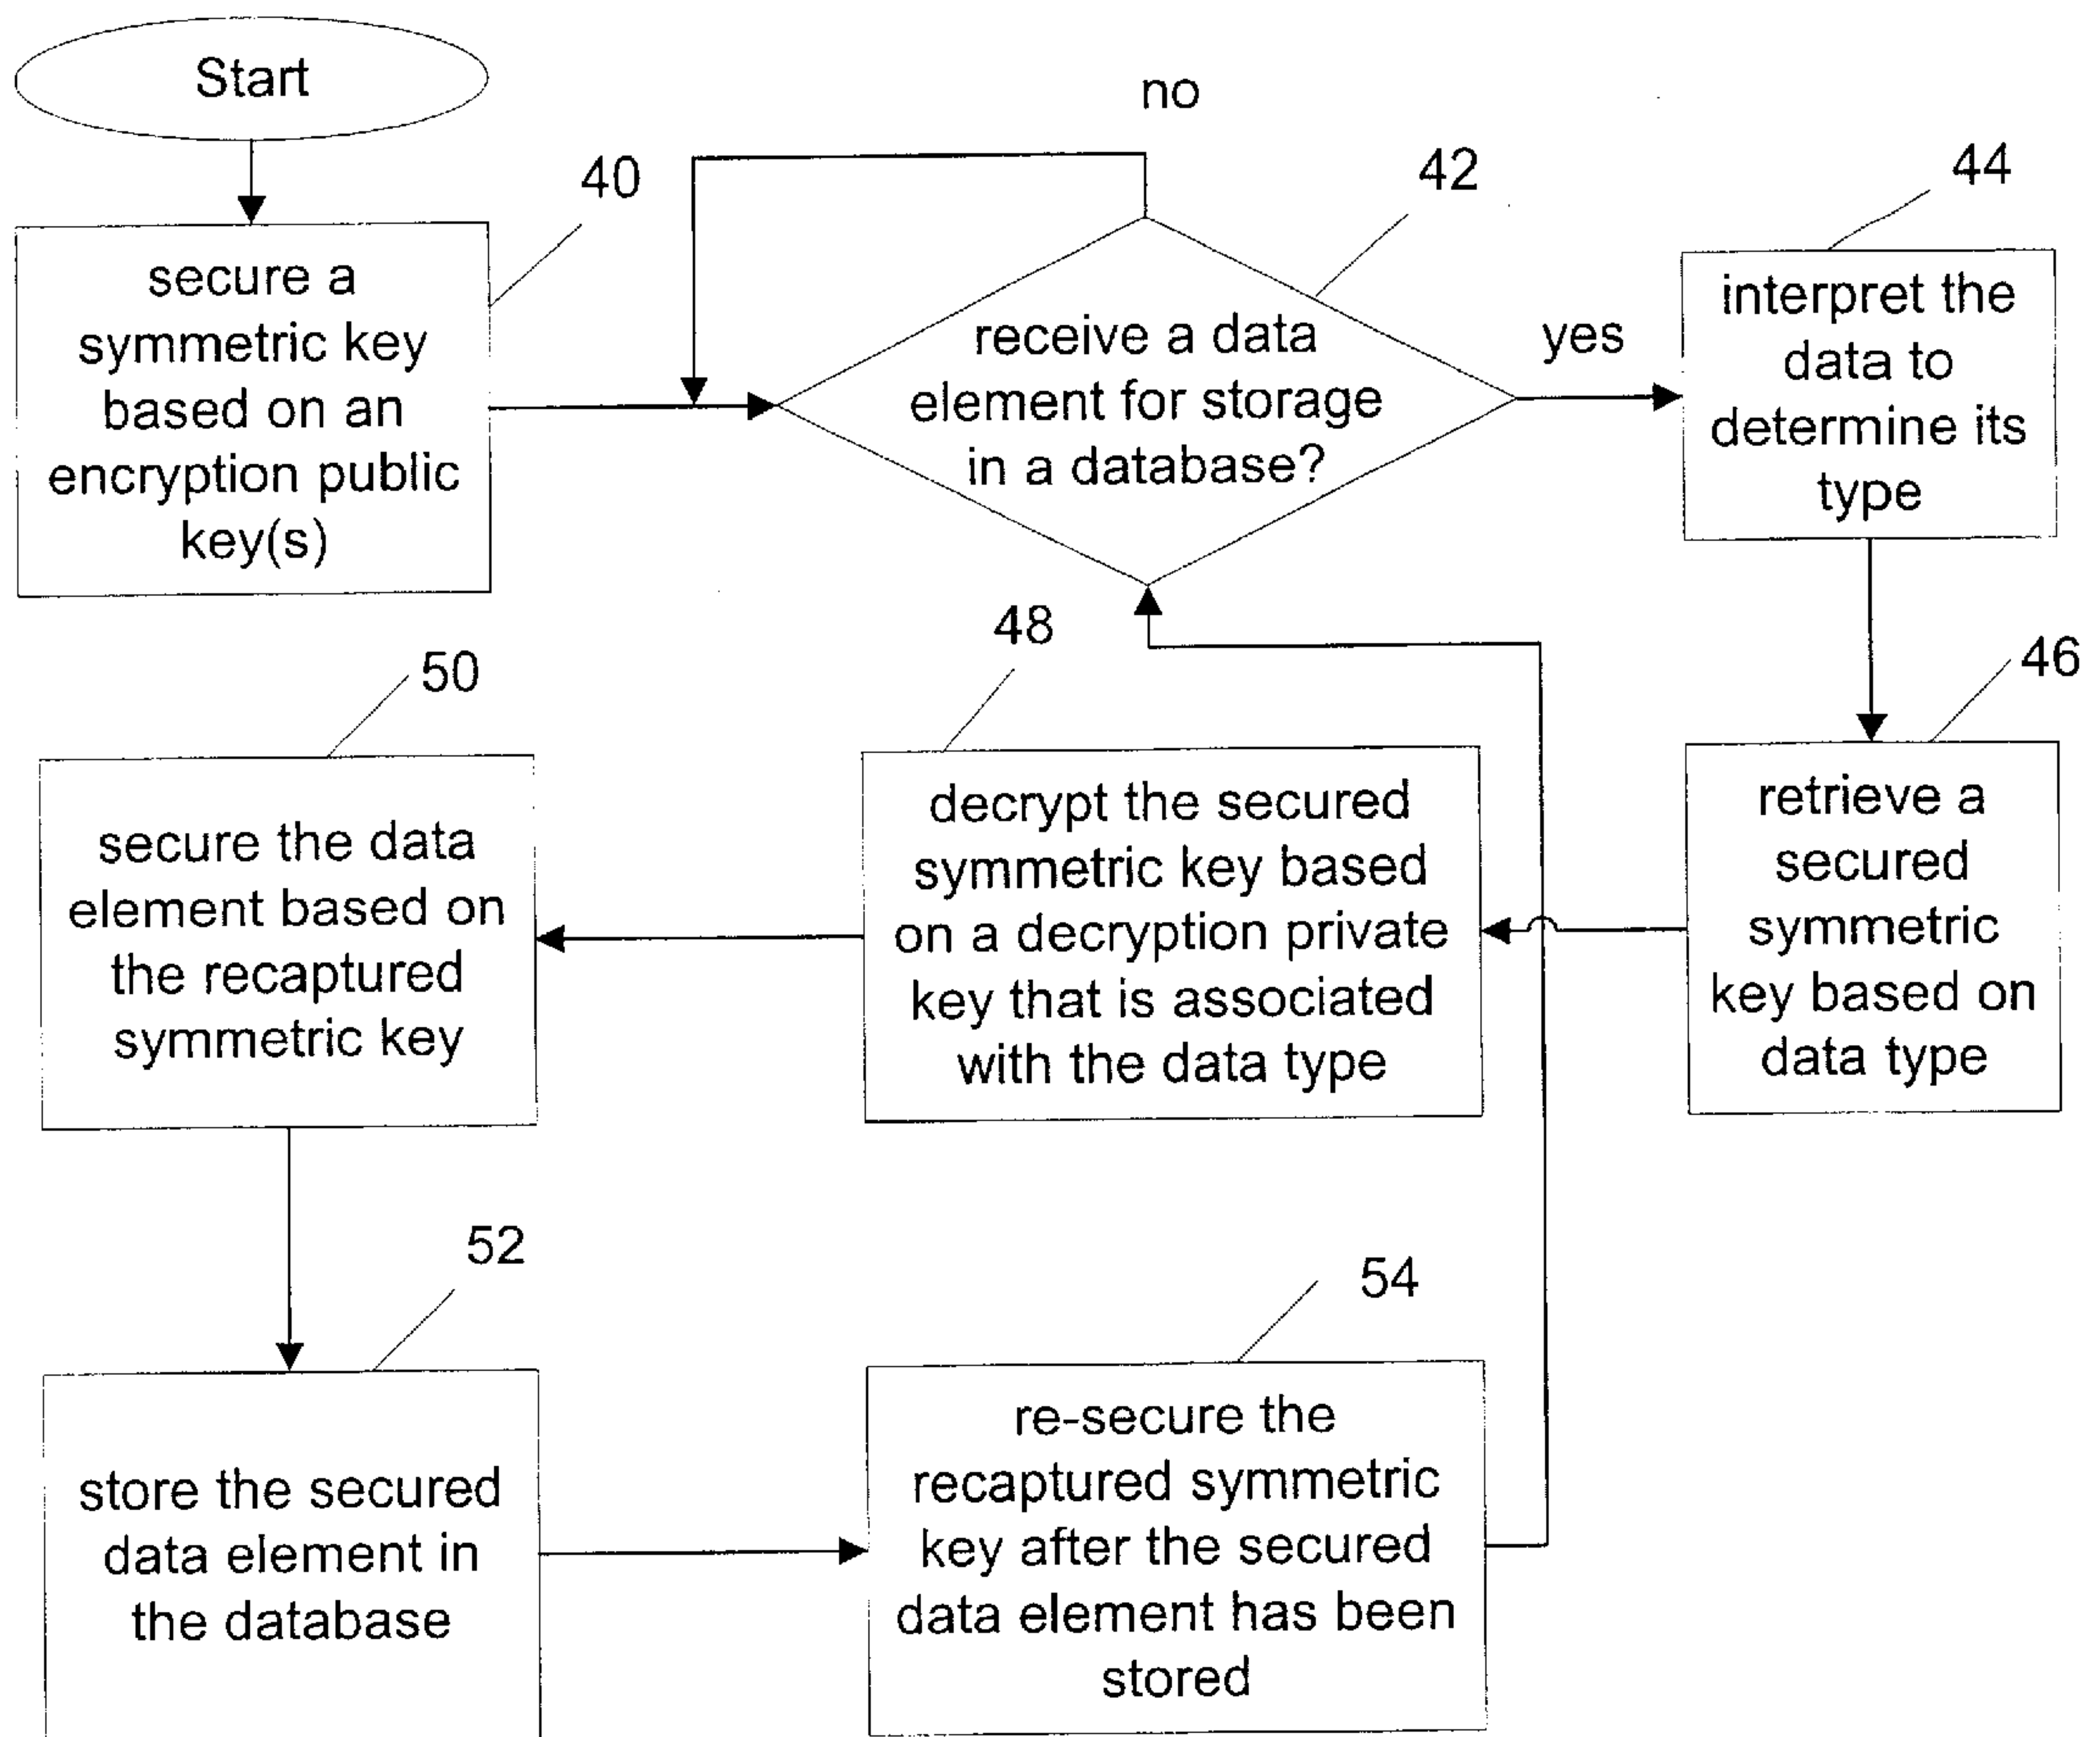 Start
no
40
42
44
secure a
symmetric key
based on an
encryption public
key(s)
receive a data
element for storage
in a database?
yes
interpret the
data to
determine its
type
48
50
46
secure the data
element based on
the recaptured
symmetric key
decrypt the secured
symmetric key based
on a decryption private
key that is associated
with the data type
retrieve a
secured
symmetric
key based on
data type
52
54
store the secured
data element in
the database
re-secure the
recaptured symmetric
key after the secured
data element has been
stored